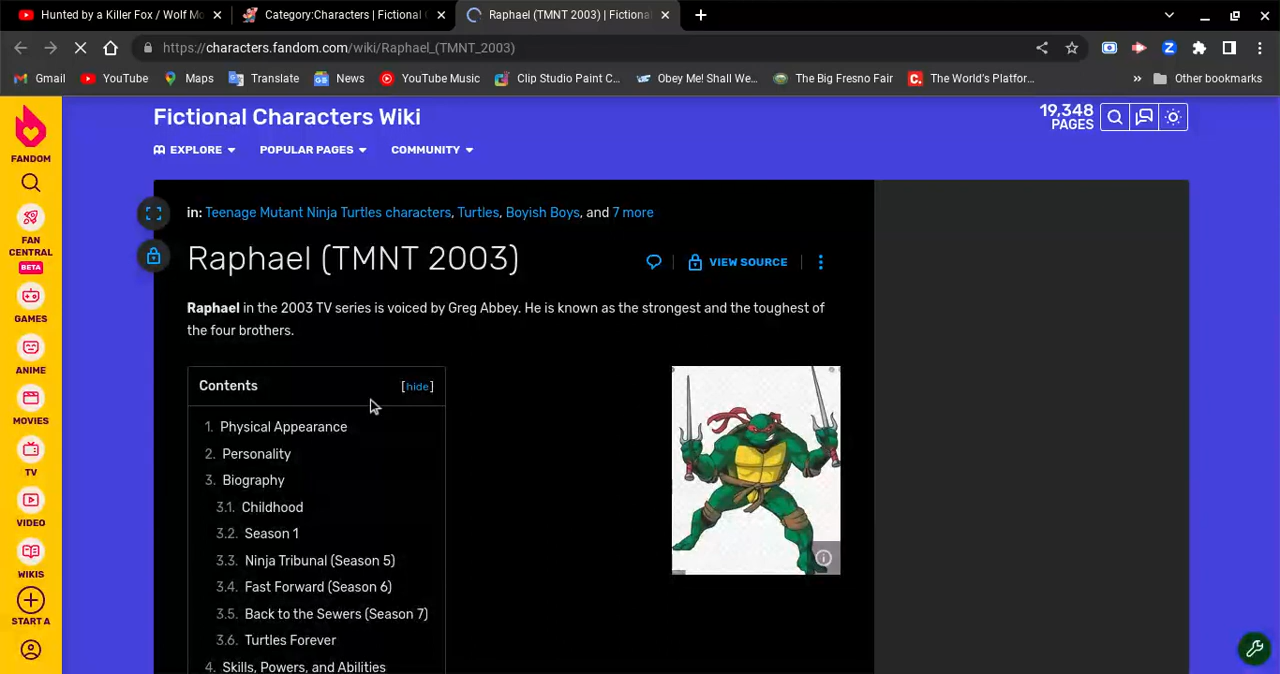 Hunted by a Killer Fox / Wolf Mo
Category:Characters | Fictional
Raphael (TMNT 2003) | Fictional
https://characters.fandom.com/wiki/Raphael_(TMNT_2003)
Gmail YouTube Maps Translate News YouTube Music Clip Studio Paint C... Obey Me! Shall We... The Big Fresno Fair The World's Platfor... » Other bookmarks
FANDOM
FAN
CENTRAL
BETA
GAMES
ANIME
MOVIES
TV
VIDEO
WIKIS
START A
Fictional Characters Wiki
19,348
PAGES
EXPLORE POPULAR PAGES COMMUNITY
in: Teenage Mutant Ninja Turtles characters, Turtles, Boyish Boys, and 7 more
Raphael (TMNT 2003)
VIEW SOURCE
Raphael in the 2003 TV series is voiced by Greg Abbey. He is known as the strongest and the toughest of
the four brothers.
Contents [hide]
1. Physical Appearance
2. Personality
3. Biography
3.1. Childhood
3.2. Season 1
3.3. Ninja Tribunal (Season 5)
3.4. Fast Forward (Season 6)
3.5. Back to the Sewers (Season 7)
3.6. Turtles Forever
4. Skills, Powers, and Abilities